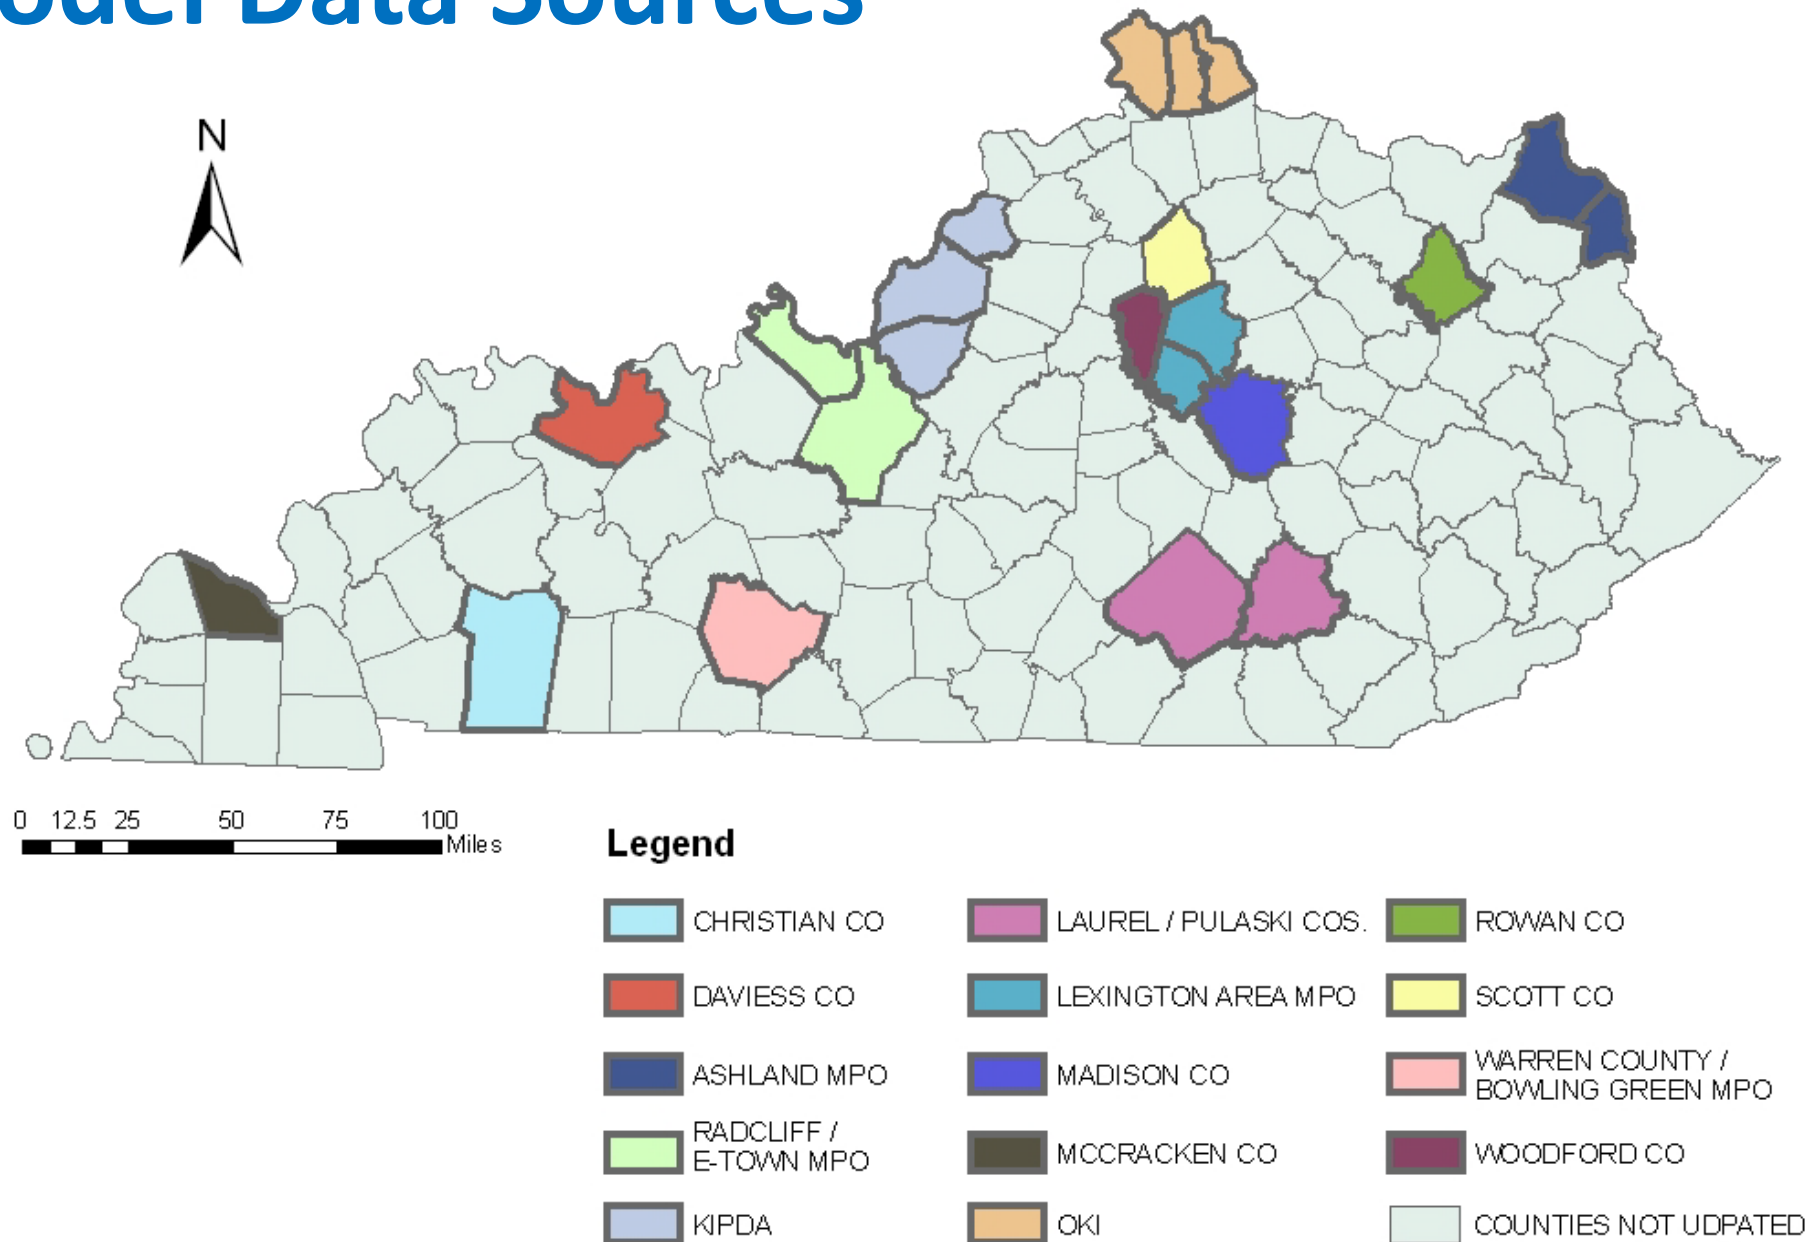 odel Data Sources
N
0 12.5 25 50 75 100
Miles
Legend
CHRISTIAN CO
LAUREL / PULASKI COS.
ROWAN CO
DAVIESS CO
LEXINGTON AREA MPO
SCOTT CO
ASHLAND MPO
MADISON CO
WARREN COUNTY /
BOWLING GREEN MPO
RADCLIFF /
E-TOWN MPO
MCCRACKEN CO
WOODFORD CO
KIPDA
OKI
COUNTIES NOT UDPATED